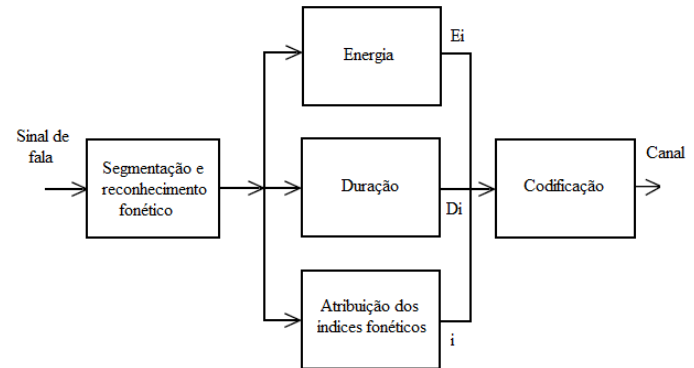 Energia
Ei
Sinal de
fala
Segmentação e
reconhecimento
fonético
Duração
Di
Codificação
Canal
Atribuição dos
índices fonéticos
i